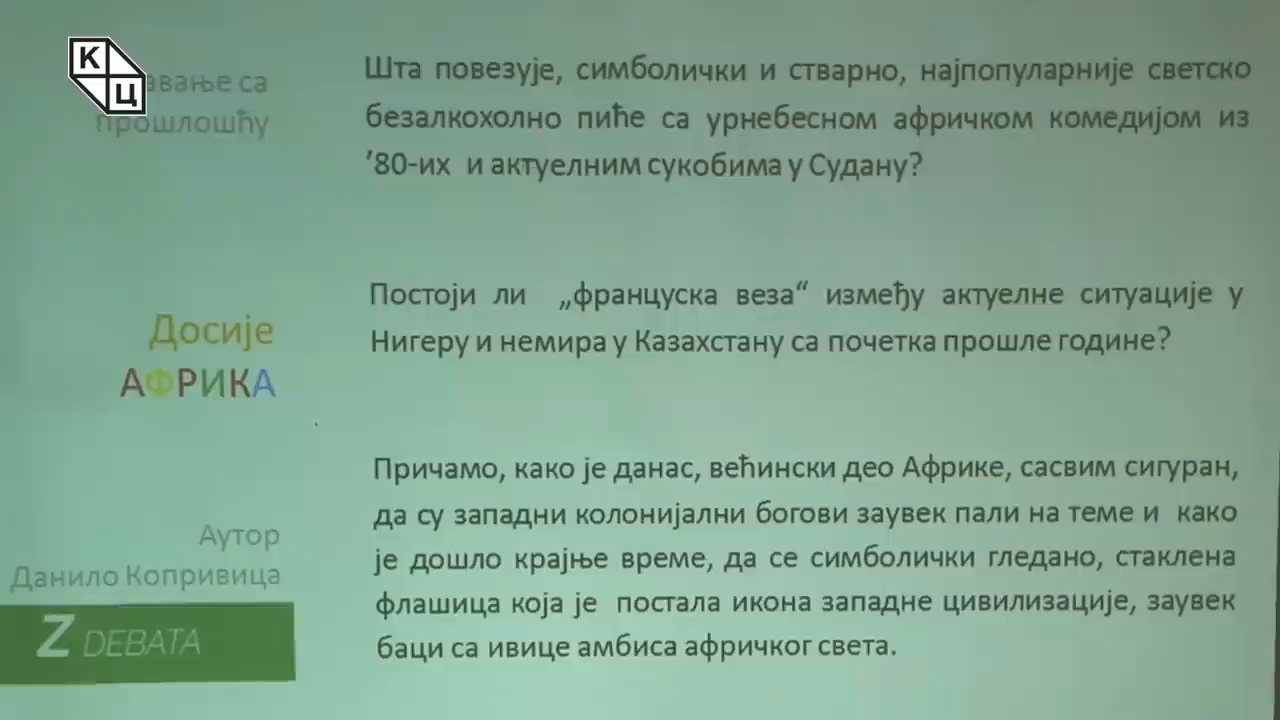 К
Ц
са
прошлошћу
Шта повезује, симболички и стварно, најпопуларније светско
безалкохолно пиће са урнебесном афричком комедијом из
’80-их и актуелним сукобима у Судану?
Досије
АФРИКА
Постоји ли „француска веза“ између актуелне ситуације у
Нигеру и немира у Казахстану са почетка прошле године?
Аутор
Данило Копривица
Z DEBATA
Причамо, како је данас, већински део Африке, сасвим сигуран,
да су западни колонијални богови заувек пали на теме и како
је дошло крајње време, да се симболички гледано, стаклена
флашица која је постала икона западне цивилизације, заувек
баци са ивице амбиса афричког света.